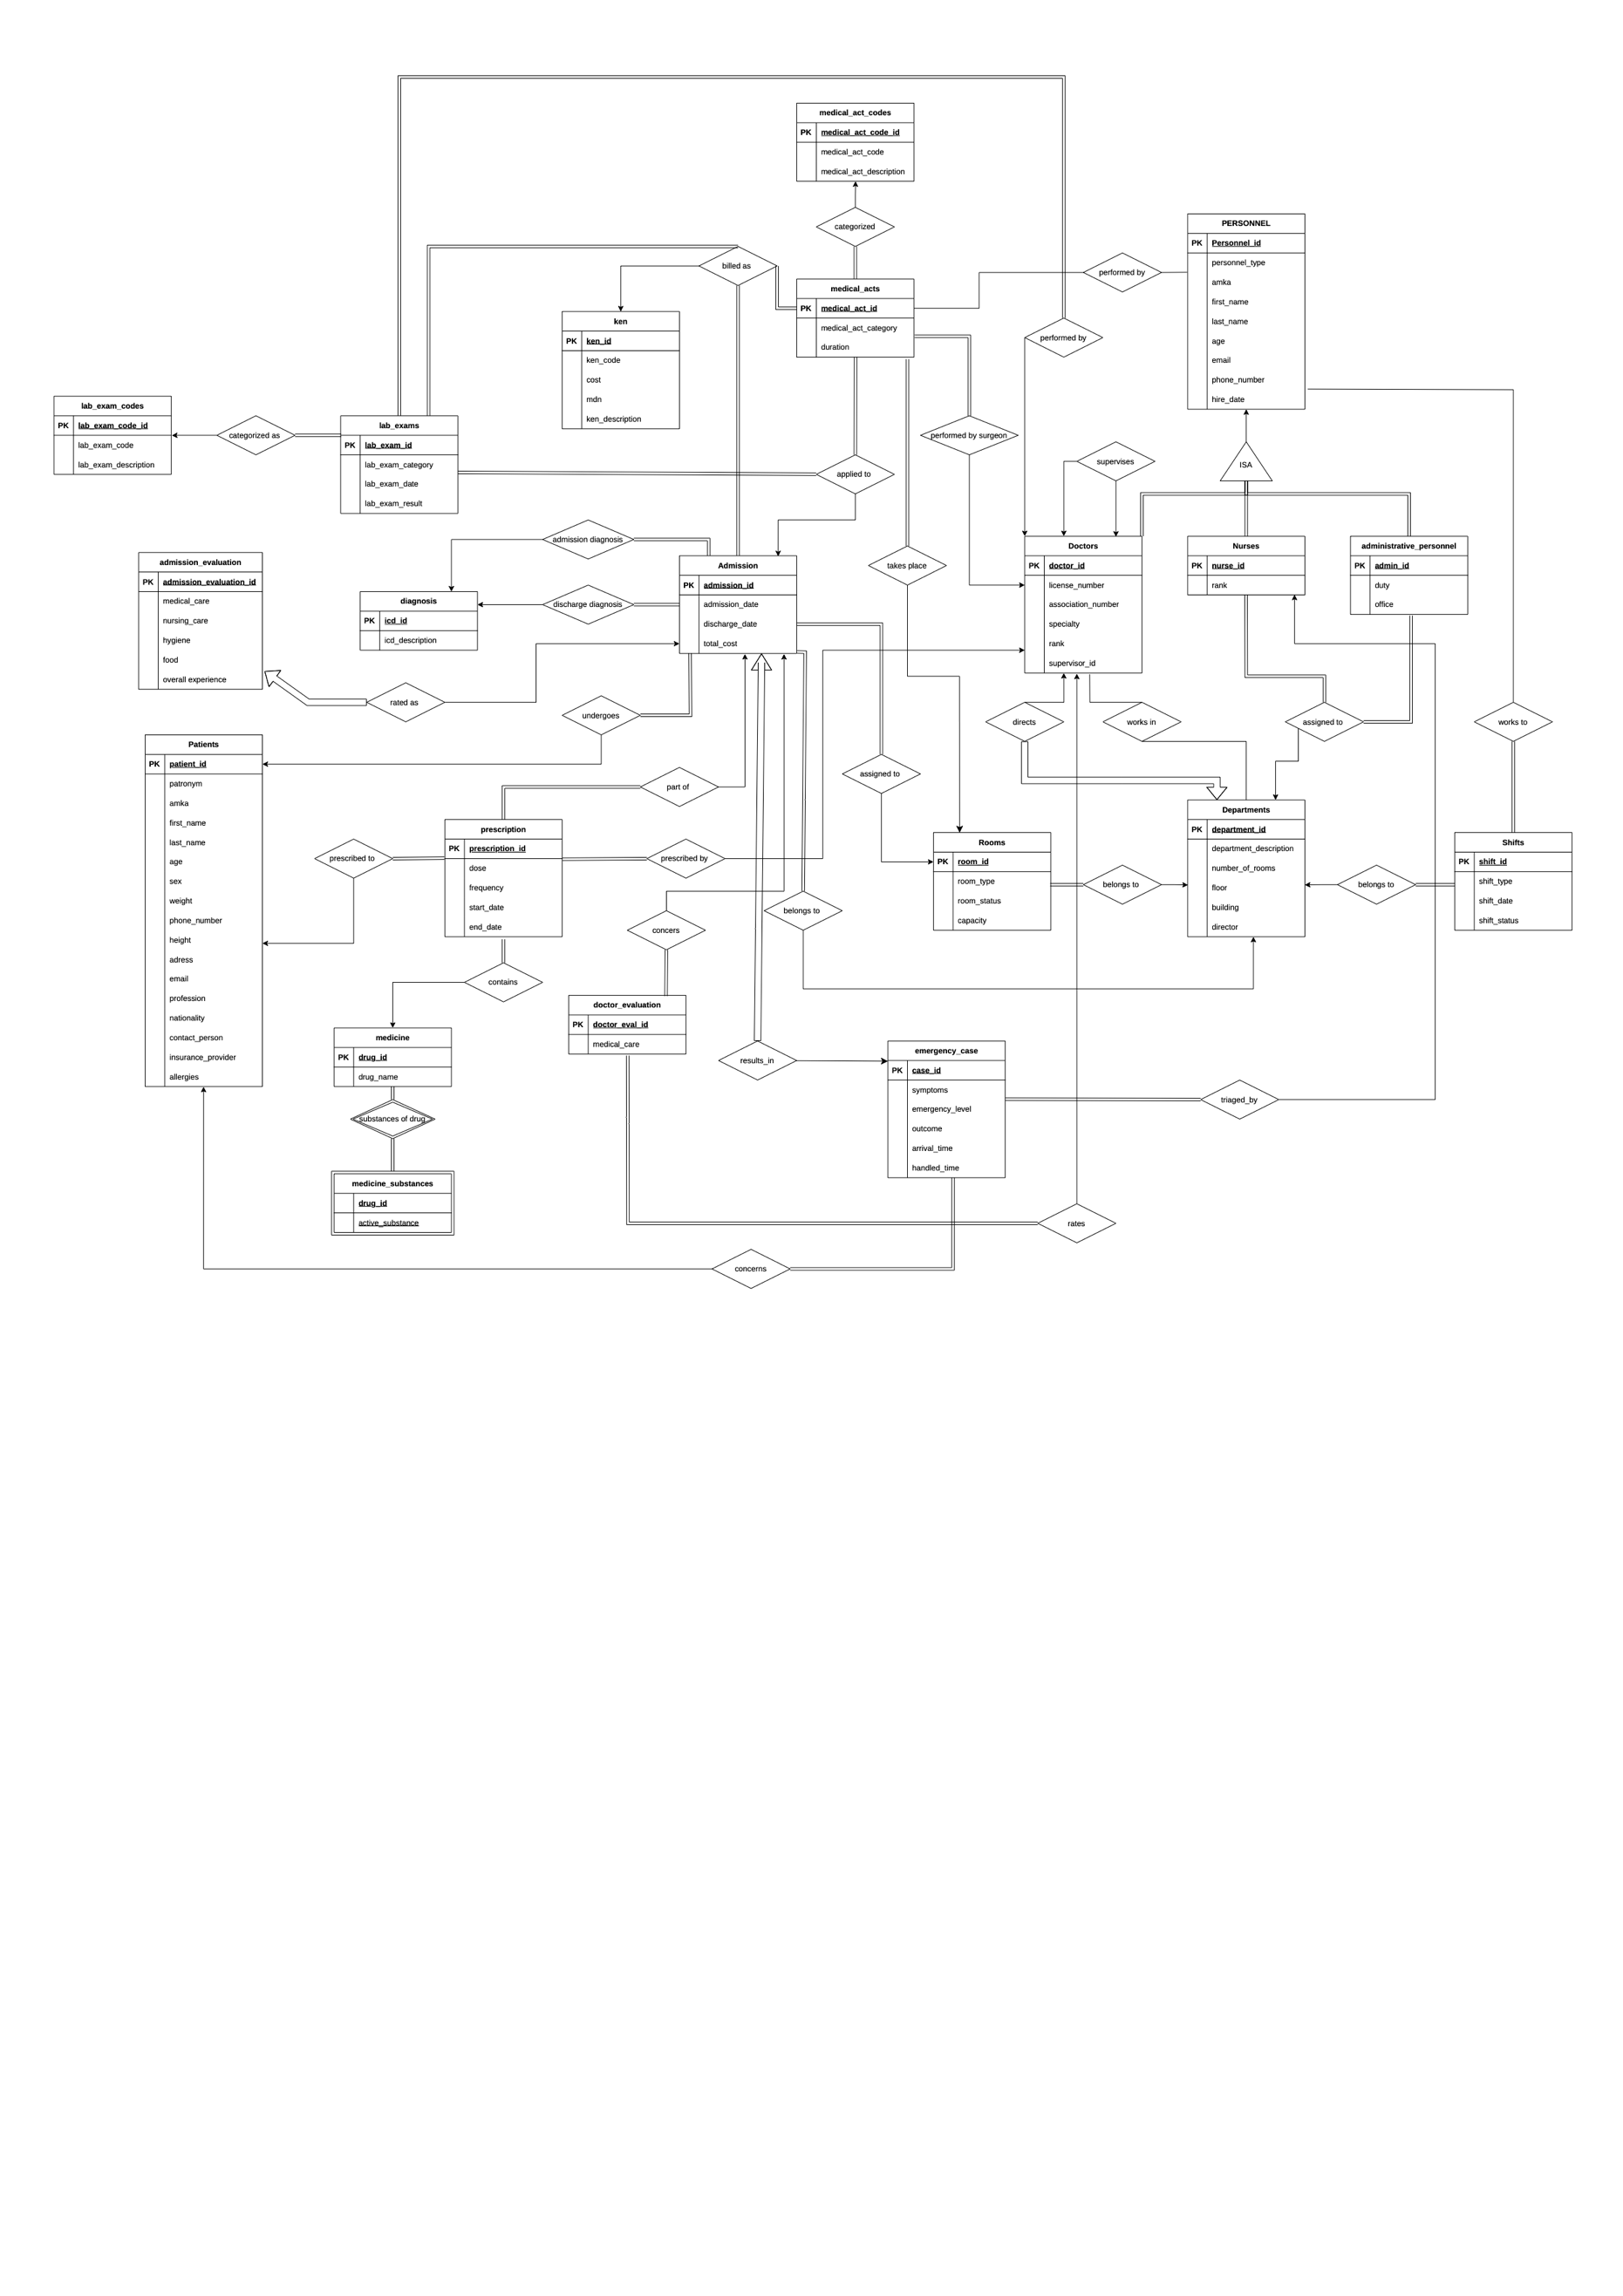 medical_act_codes
PK medical_act_code_id
medical_act_code
medical_act_description
categorized
PERSONNEL
PK Personnel_id
personnel_type
amka
first_name
last_name
age
email
phone_number
hire_date
performed by
billed as
medical_acts
PK medical_act_id
medical_act_category
duration
performed by
ken
PK ken_id
ken_code
cost
mdn
ken_description
lab_exam_codes
PK lab_exam_code_id
lab_exam_code
lab_exam_description
categorized as
lab_exams
PK lab_exam_id
lab_exam_category
lab_exam_date
lab_exam_result
performed by surgeon
supervises
ISA
applied to
admission diagnosis
admission_evaluation
PK admission_evaluation_id
medical_care
nursing_care
hygiene
food
overall experience
diagnosis
PK icd_id
icd_description
discharge diagnosis
Admission
PK admission_id
admission_date
discharge_date
total_cost
takes place
Doctors
PK doctor_id
license_number
association_number
specialty
rank
supervisor_id
Nurses
PK nurse_id
rank
administrative_personnel
PK admin_id
duty
office
rated as
undergoes
directs
works in
assigned to
works to
Patients
PK patient_id
patronym
amka
first_name
last_name
age
sex
weight
phone_number
height
adress
email
profession
nationality
contact_person
insurance_provider
allergies
part of
assigned to
prescribed to
prescription
PK prescription_id
dose
frequency
start_date
end_date
prescribed by
Rooms
PK room_id
room_type
room_status
capacity
belongs to
Departments
PK department_id
department_description
number_of_rooms
floor
building
director
belongs to
Shifts
PK shift_id
shift_type
shift_date
shift_status
concers
belongs to
contains
doctor_evaluation
PK doctor_eval_id
medical_care
medicine
PK drug_id
drug_name
results_in
emergency_case
PK case_id
symptoms
emergency_level
outcome
arrival_time
handled_time
triaged_by
substances of drug
medicine_substances
drug_id
active_substance
rates
concerns